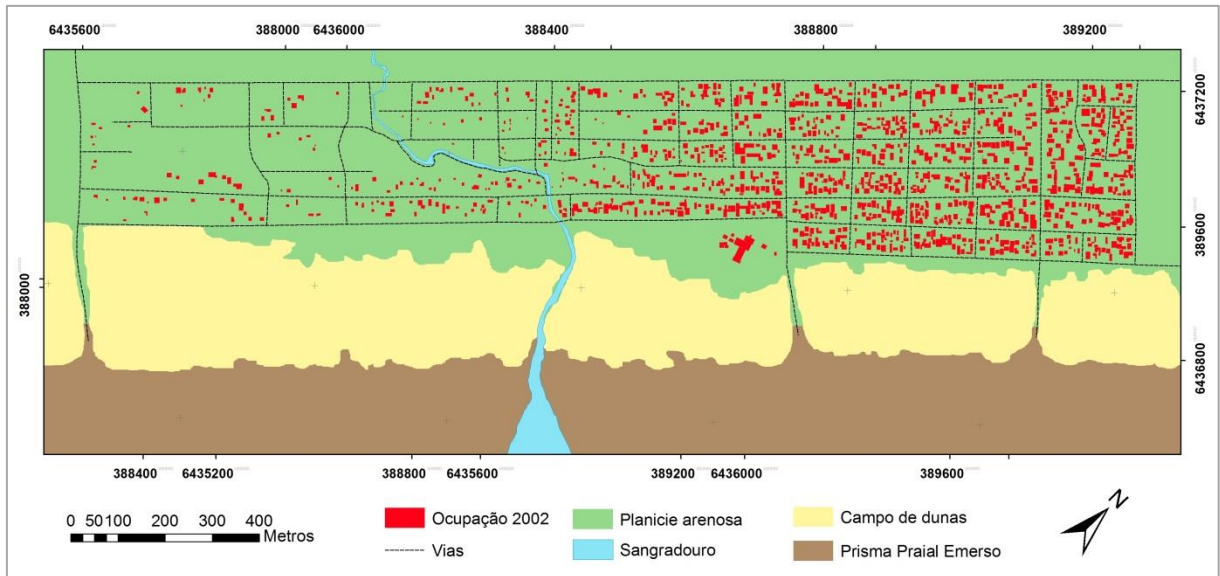 6435600 388000 6436000 388400 388800 389200
6437200
389600
6436800
388000
388400 6435200 388800 6435600 389200 6436000 389600
0 50 100 200 300 400
Metros
Ocupação 2002
Vias
Planicie arenosa
Sangradouro
Campo de dunas
Prisma Praial Emerso
N